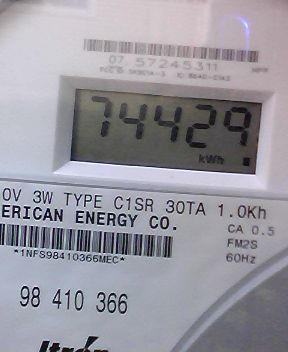 07 57245311
74429
kWh
0V 3W TYPE C1SR 30TA 1.0Kh
ERICAN ENERGY CO.
CA 0.5
FM2S
*1NFS98410366MEC*
60Hz
98 410 366
Itron